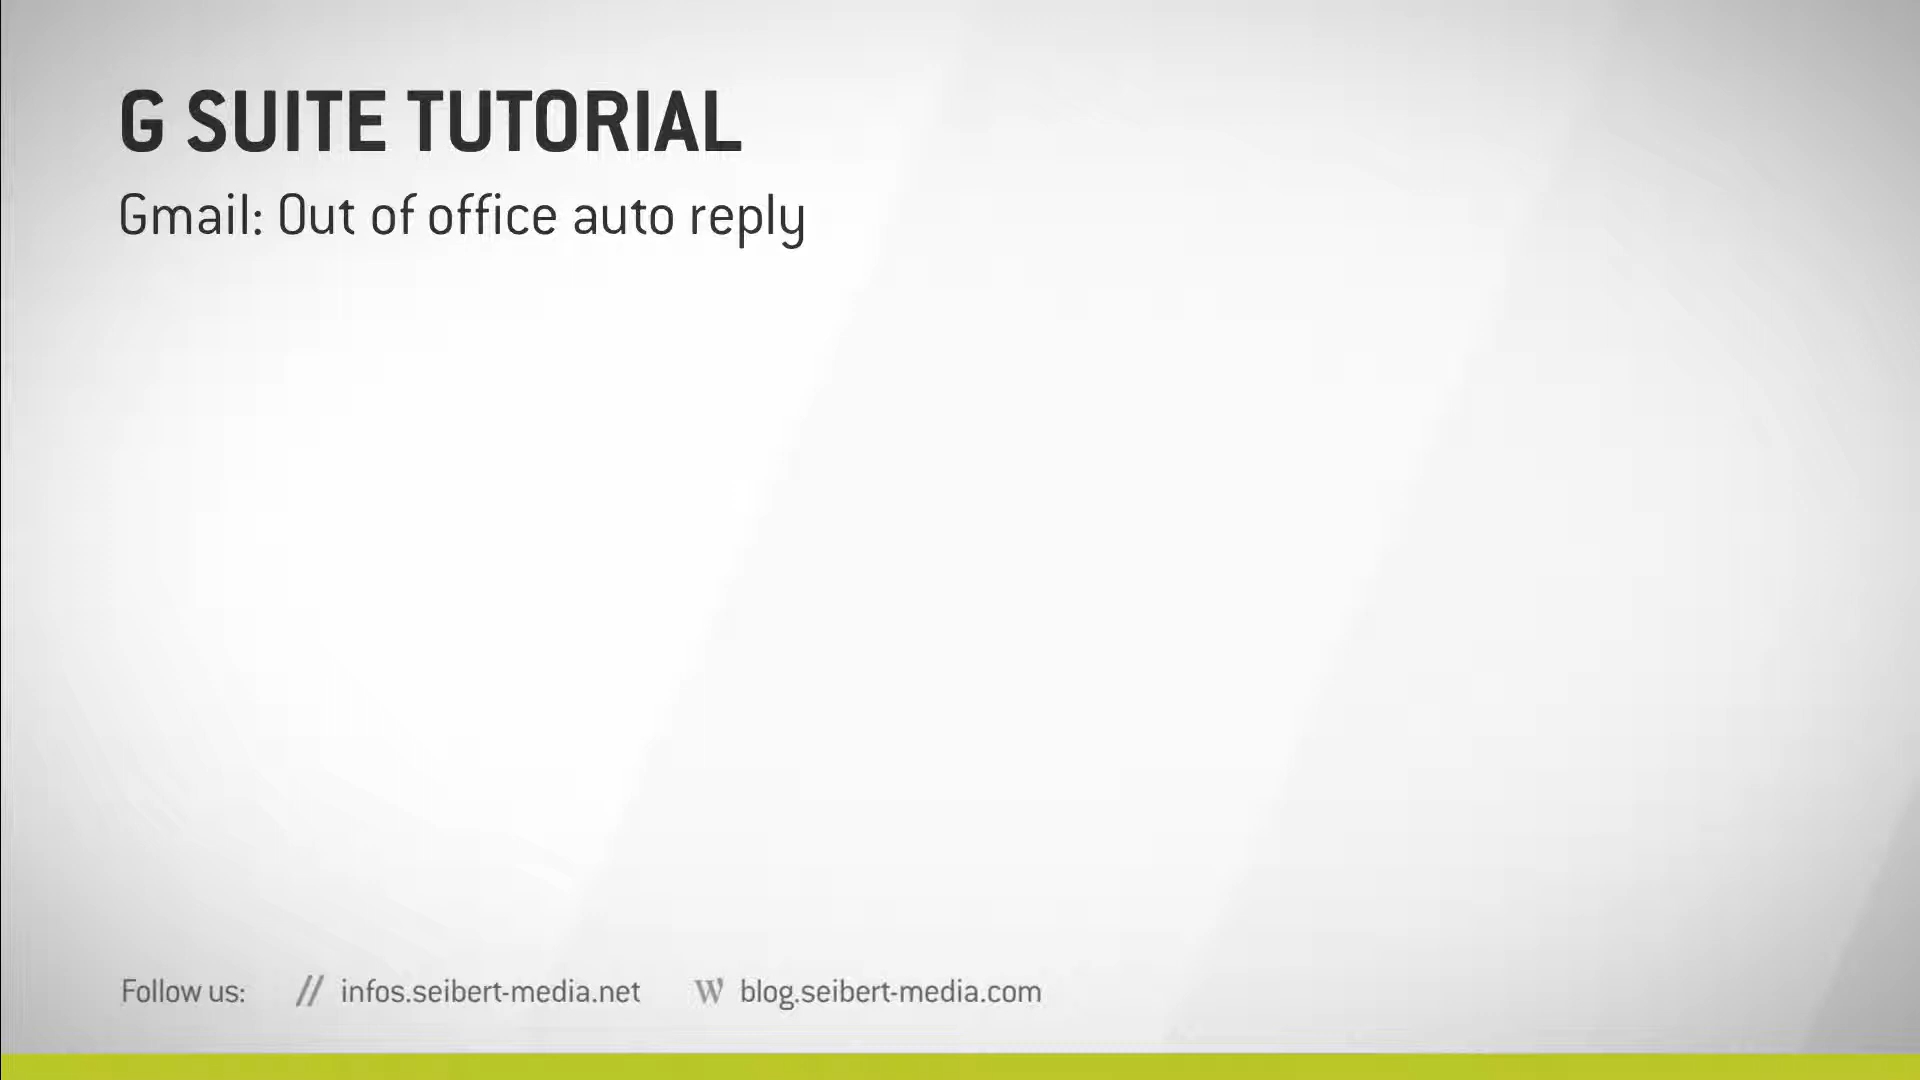 G SUITE TUTORIAL
Gmail: Out of office auto reply
Follow us: // infos.seibert-media.net W blog.seibert-media.com